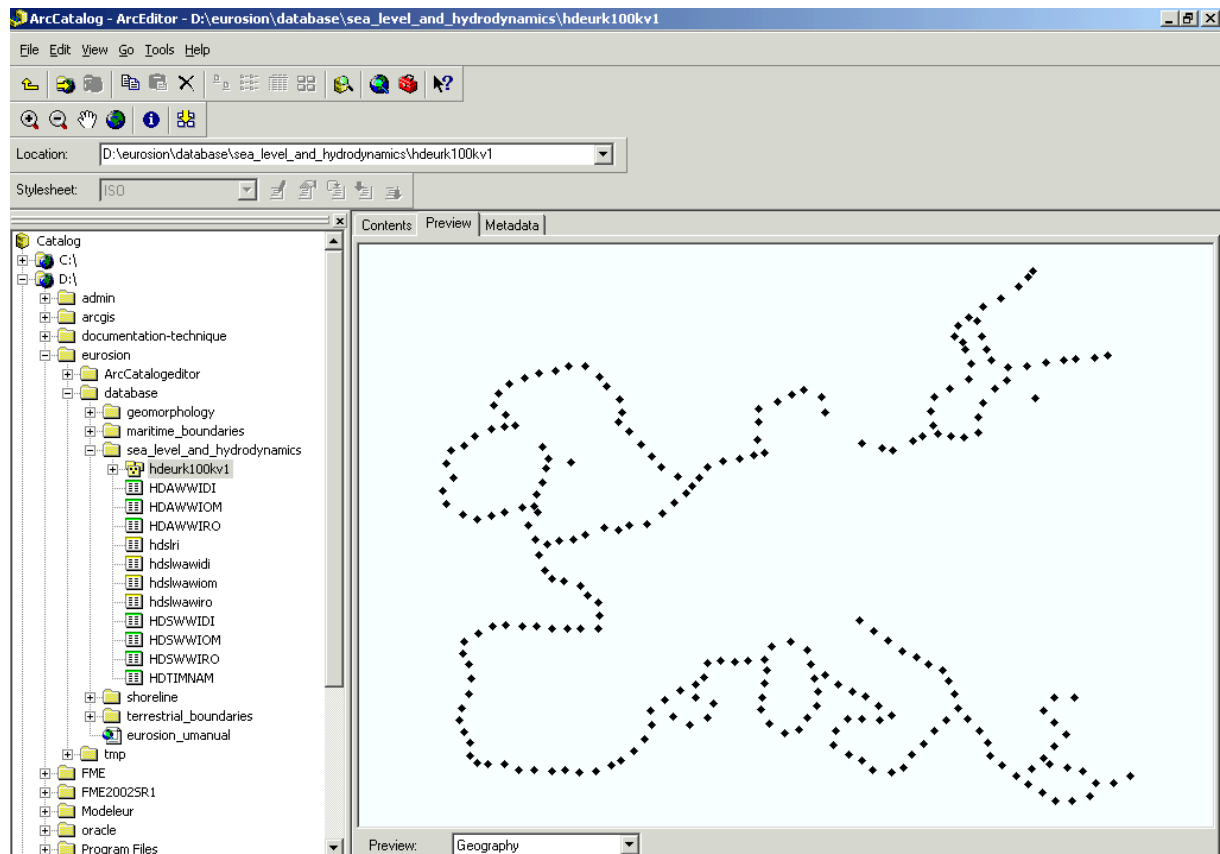 ArcCatalog - ArcEditor - D:\eurosion\database\sea_level_and_hydrodynamics\hdeurk100kv1
File Edit View Go Tools Help
Location: D:\eurosion\database\sea_level_and_hydrodynamics\hdeurk100kv1
Stylesheet: ISO
Contents Preview Metadata
Catalog
C:\
D:\
admin
arcgis
documentation-technique
eurosion
ArcCatalogeditor
database
geomorphology
maritime_boundaries
sea_level_and_hydrodynamics
hdeurk100kv1
HDAWWIDI
HDAWWIOM
HDAWWIRO
hdslri
hdslwawidi
hdslwawiom
hdslwawiro
HDSWWIDI
HDSWWIOM
HDSWWIRO
HDTIMNAM
shoreline
terrestrial_boundaries
eurosion_umanual
tmp
FME
FME2002SR1
Modeleur
oracle
Program Files
Preview: Geography